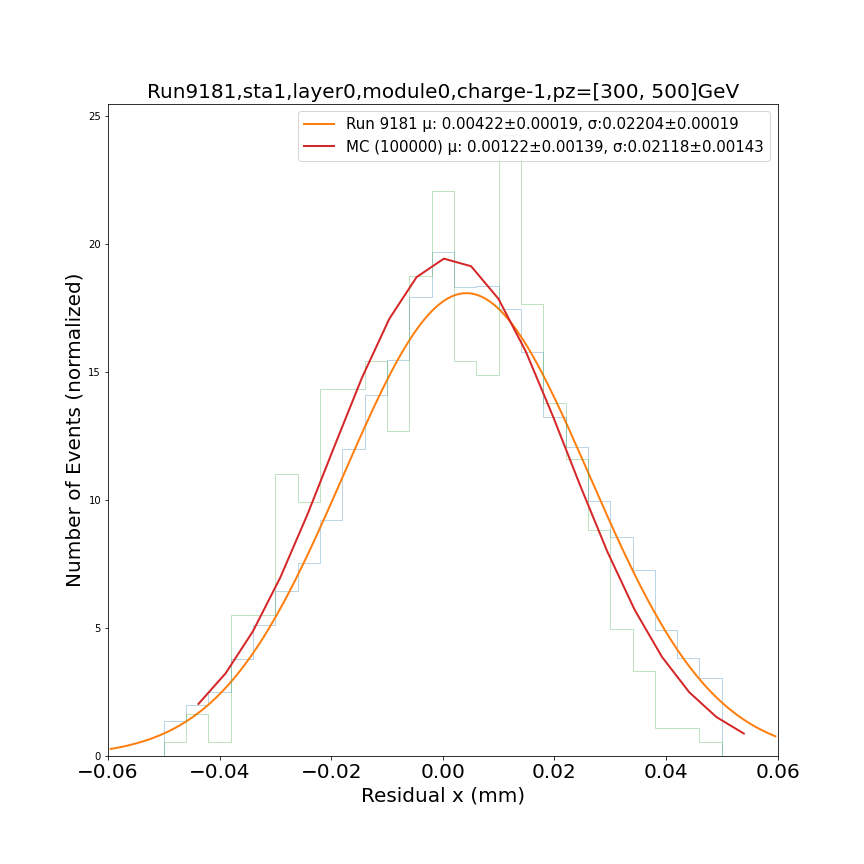 Run9181,sta1,layer0,module0,charge-1,pz=[300, 500]GeV
Run 9181 μ: 0.00422±0.00019, σ:0.02204±0.00019
MC (100000) μ: 0.00122±0.00139, σ:0.02118±0.00143
25
20
15
10
5
0
Number of Events (normalized)
−0.06 −0.04 −0.02 0.00 0.02 0.04 0.06
Residual x (mm)